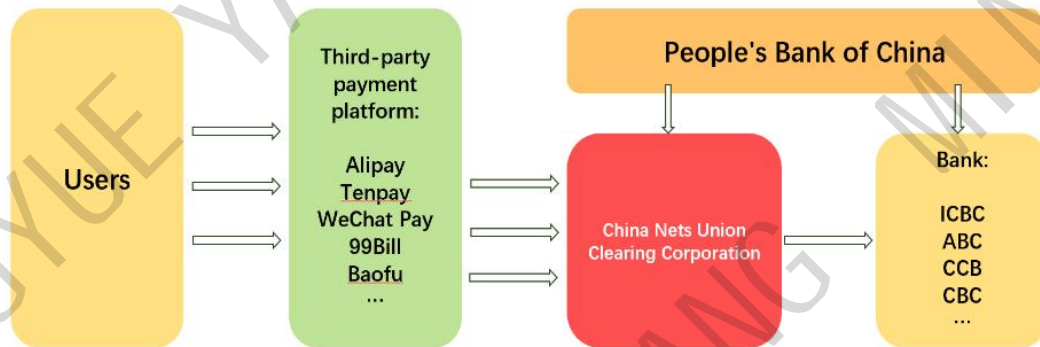 Users
Third-party
payment
platform:
Alipay
Tenpay
WeChat Pay
99Bill
Baofu
...
People's Bank of China
China Nets Union
Clearing Corporation
Bank:
ICBC
ABC
CCB
CBC
...